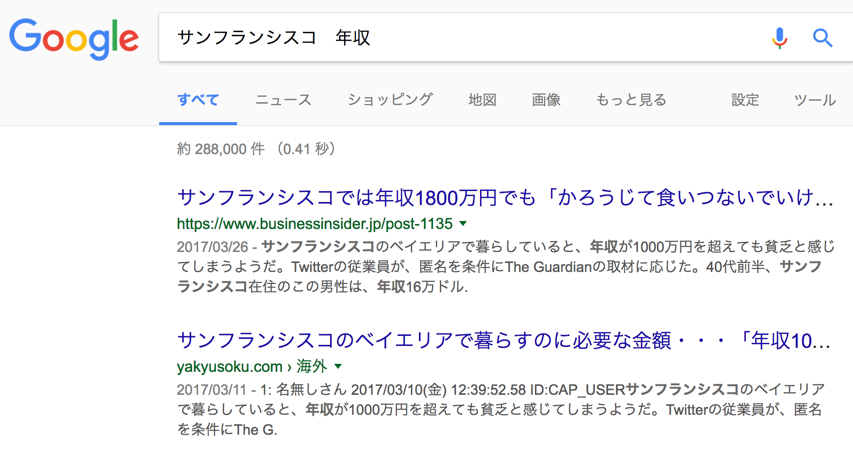 Google
サンフランシスコ　年収
すべて ニュース ショッピング 地図 画像 もっと見る 設定 ツール
約 288,000 件 （0.41 秒）
サンフランシスコでは年収1800万円でも「かろうじて食いつないでいけ...
https://www.businessinsider.jp/post-1135
2017/03/26 - サンフランシスコのベイエリアで暮らしていると、年収が1000万円を超えても貧乏と感じ
てしまうようだ。Twitterの従業員が、匿名を条件にThe Guardianの取材に応じた。40代前半、サンフ
ランシスコ在住のこの男性は、年収16万ドル.
サンフランシスコのベイエリアで暮らすのに必要な金額・・・「年収10...
yakyusoku.com › 海外
2017/03/11 - 1: 名無しさん 2017/03/10(金) 12:39:52.58 ID:CAP_USERサンフランシスコのベイエリア
で暮らしていると、年収が1000万円を超えても貧乏と感じてしまうようだ。Twitterの従業員が、匿名
を条件にThe G.